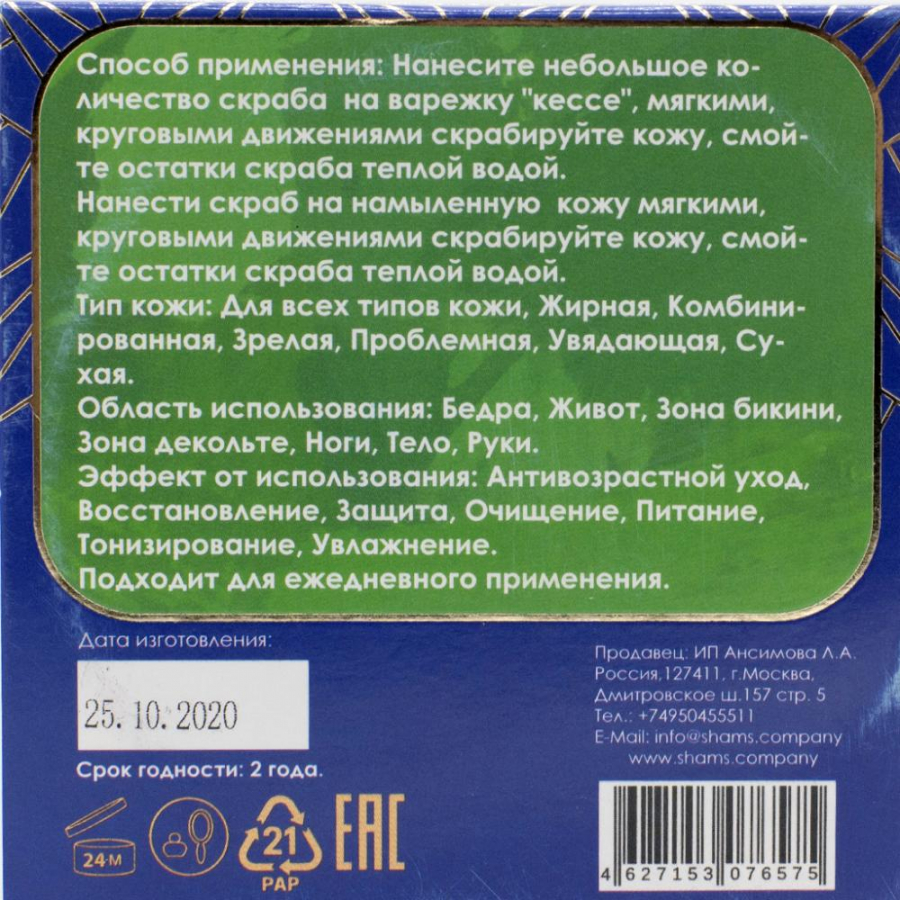 Способ применения: Нанесите небольшое ко-
личество скраба на варежку "кессе", мягкими,
круговыми движениями скрабируйте кожу, смой-
те остатки скраба теплой водой.
Нанести скраб на намыленную кожу мягкими,
круговыми движениями скрабируйте кожу, смой-
те остатки скраба теплой водой.
Тип кожи: Для всех типов кожи, Жирная, Комбини-
рованная, Зрелая, Проблемная, Увядающая, Су-
хая.
Область использования: Бедра, Живот, Зона бикини,
Зона декольте, Ноги, Тело, Руки.
Эффект от использования: Антивозрастной уход,
Восстановление, Защита, Очищение, Питание,
Тонизирование, Увлажнение.
Подходит для ежедневного применения.
Дата изготовления:
25.10.2020
Срок годности: 2 года.
24-М
21
PAP
EAC
Продавец: ИП Ансимова Л.А.
Россия,127411, г.Москва,
Дмитровское ш.157 стр. 5
Тел.: +74950455511
E-Mail: info@shams.company
www.shams.company
4 627153 076575